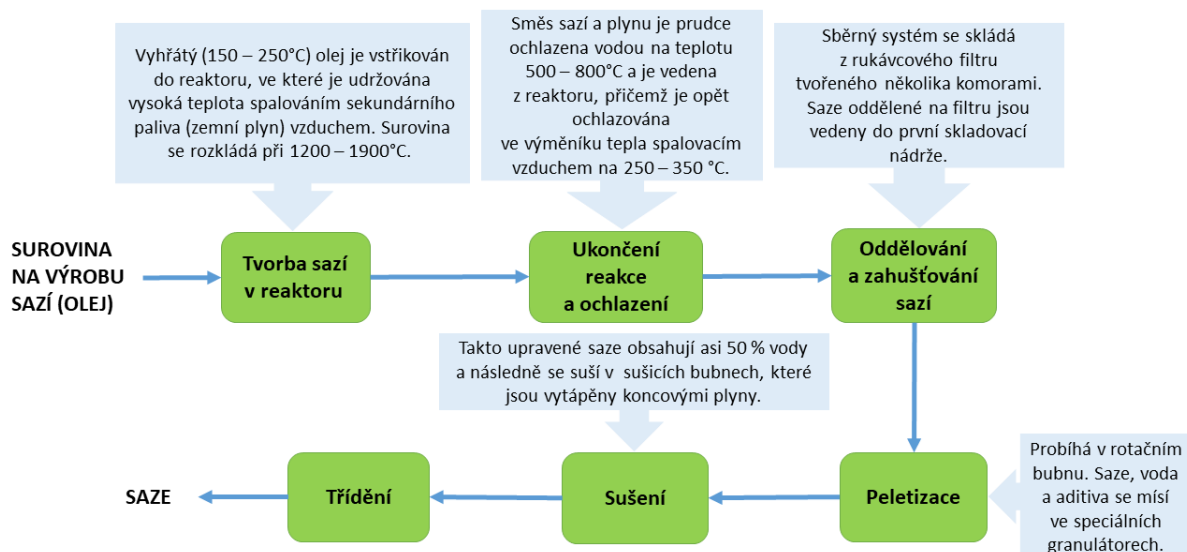 Vyhřátý (150 – 250°C) olej je vstřikován
do reaktoru, ve které je udržována
vysoká teplota spalováním sekundárního
paliva (zemní plyn) vzduchem. Surovina
se rozkládá při 1200 – 1900°C.
Směs sazí a plynu je prudce
ochlazena vodou na teplotu
500 – 800°C a je vedena
z reaktoru, přičemž je opět
ochlazována
ve výměníku tepla spalovacím
vzduchem na 250 – 350 °C.
Sběrný systém se skládá
z rukávcového filtru
tvořeného několika komorami.
Saze oddělené na filtru jsou
vedeny do první skladovací
nádrže.
SUROVINA
NA VÝROBU
SAZÍ (OLEJ)
Tvorba sazí
v reaktoru
Ukončení
reakce
a ochlazení
Oddělování
a zahušťování
sazí
Takto upravené saze obsahují asi 50 % vody
a následně se suší v sušicích bubnech, které
jsou vytápěny koncovými plyny.
Probíhá v rotačním
bubnu. Saze, voda
a aditiva se mísí
ve speciálních
granulátorech.
SAZE
Třídění
Sušení
Peletizace